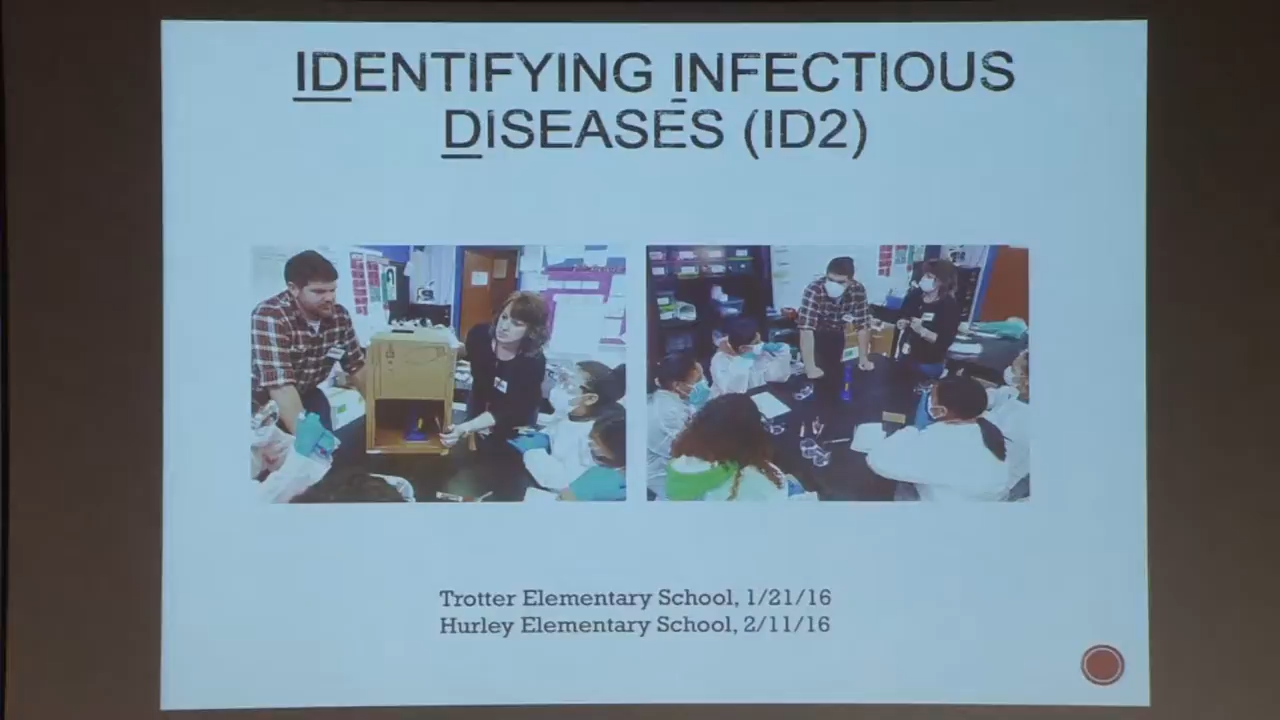 IDENTIFYING INFECTIOUS
DISEASES (ID2)
Trotter Elementary School, 1/21/16
Hurley Elementary School, 2/11/16